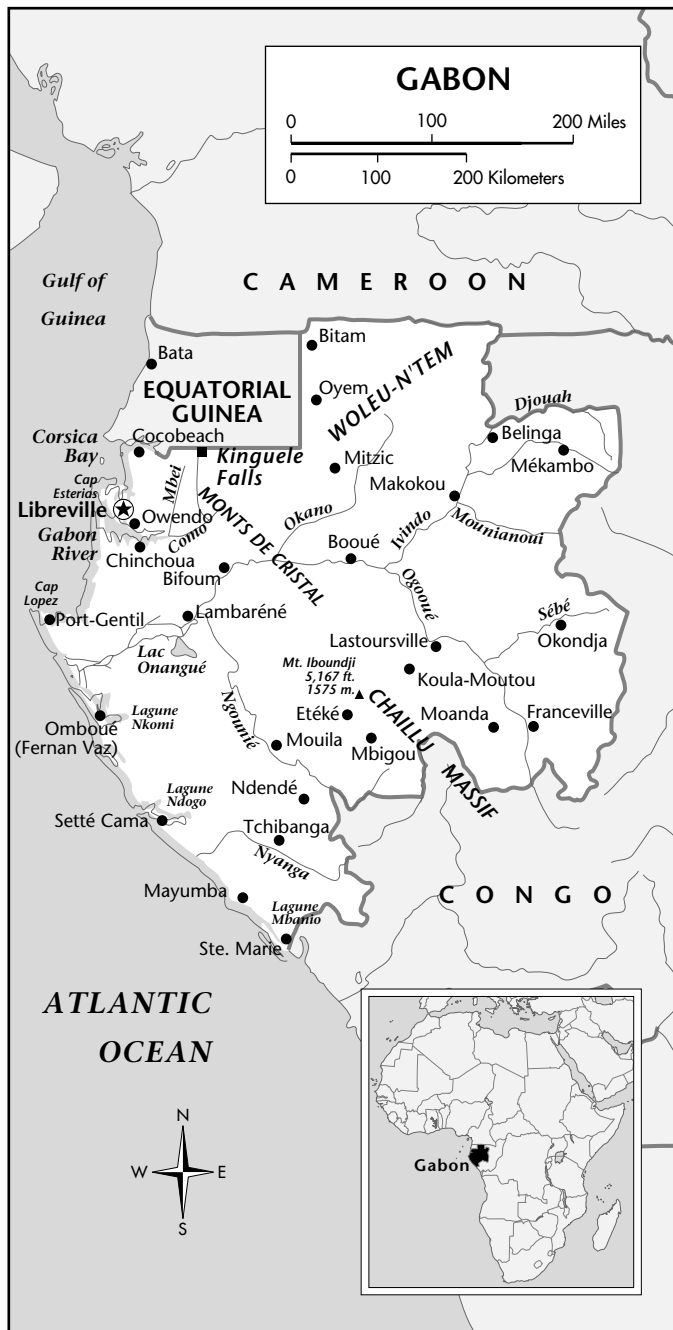 GABON
0 100 200 Miles
0 100 200 Kilometers
CAMEROON
Gulf of
Guinea
Bitam
Bata
WOLEU-N'TEM
EQUATORIAL
GUINEA
Oyem
Djouah
Corsica
Bay
Cocobeach
Belinga
Kinguele
Falls
Mitzic
Mékambo
Cap
Esterias
Mbei
Makokou
Libreville
Owendo
MONTS DE CRISTAL
Okano
Ivindo
Mounianoui
Gabon
River
Como
Chinchoua
Booué
Bifoum
Ogooué
Cap
Lopez
Port-Gentil
Lambaréné
Sébé
Okondja
Lac
Onangué
Lastoursville
Mt. Iboundji
5,167 ft.
1575 m.
Koula-Moutou
Ngounié
CHAILLU MASSIF
Lagune
Nkomi
Etéké
Moanda
Franceville
Omboué
(Fernan Vaz)
Mouila
Mbigou
Lagune
Ndogo
Ndendé
Setté Cama
Tchibanga
Nyanga
Mayumba
Lagune
Mbanio
CONGO
Ste. Marie
ATLANTIC
OCEAN
N
W E
S
Gabon